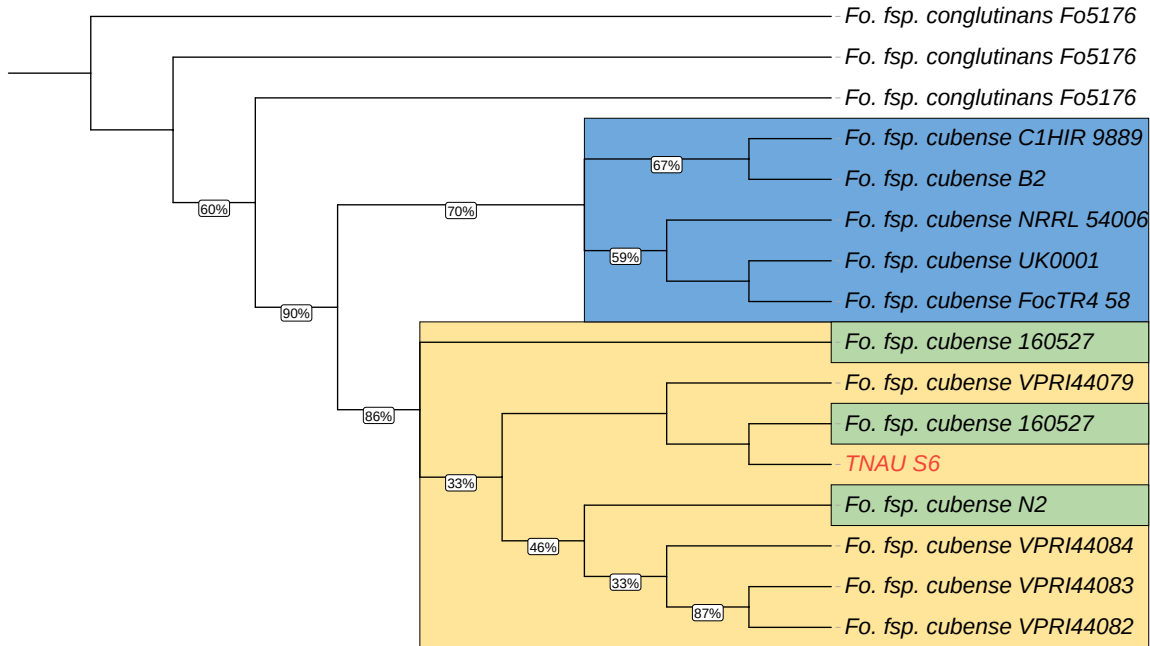 Fo. fsp. conglutinans Fo5176
Fo. fsp. conglutinans Fo5176
Fo. fsp. conglutinans Fo5176
Fo. fsp. cubense C1HIR 9889
67%
Fo. fsp. cubense B2
60%
70%
Fo. fsp. cubense NRRL 54006
59%
Fo. fsp. cubense UK0001
Fo. fsp. cubense FocTR4 58
90%
Fo. fsp. cubense 160527
Fo. fsp. cubense VPRI44079
86%
Fo. fsp. cubense 160527
TNAU S6
33%
Fo. fsp. cubense N2
46%
Fo. fsp. cubense VPRI44084
33%
Fo. fsp. cubense VPRI44083
87%
Fo. fsp. cubense VPRI44082